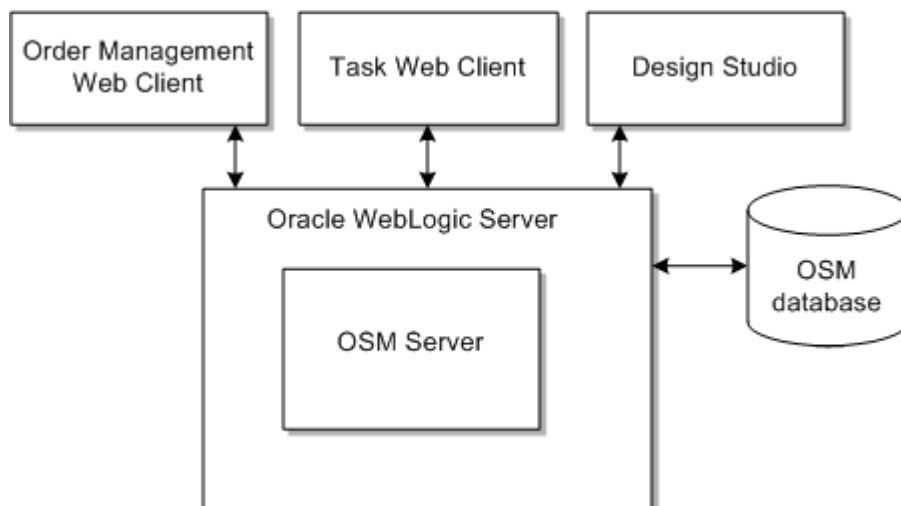 Order Management
Web Client
Task Web Client
Design Studio
Oracle WebLogic Server
OSM Server
OSM
database